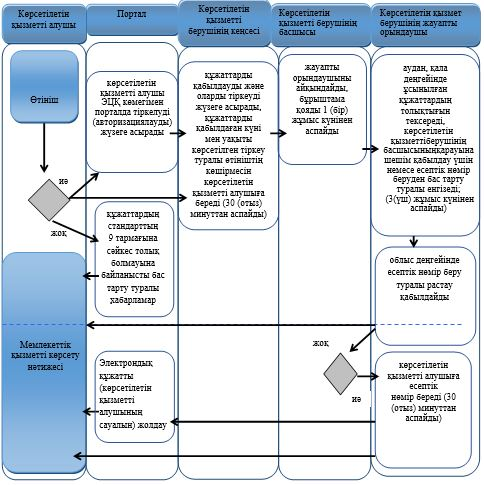 Көрсетілетін
қызметті алушы
Портал
Көрсетілетін
қызметті
берушінің кеңсесі
Көрсетілетін
қызметті берушінің
басшысы
Көрсетілетін қызмет
берушінің жауапты
орындаушы
Өтініш
иә
жоқ
Мемлекеттік
қызметті көрсету
нәтижесі
көрсетілетін
қызметті алушы
ЭЦҚ көмегімен
порталда тіркелуді
(авторизациялауды)
жүзеге асырады
құжаттардың
стандарттың
9 тармағына
сәйкес толық
болмауына
байланысты бас
тарту туралы
хабарламар
Электрондық
құжатты
(көрсетілетін
қызметті
алушының
сауалын) жолдау
құжаттарды
қабылдауды және
оларды тіркеуді
жүзеге асырады,
құжаттарды
қабылдаған күні
мен уақыты
көрсетілген тіркеу
туралы өтініштің
көшірмесін
көрсетілетін
қызметті алушыға
береді (30 (отыз)
минуттан аспайды)
жауапты
орындаушыны
айқындайды,
бұрыштама
қояды 1 (бір)
жұмыс күнінен
аспайды
аудан, қала
деңгейінде
ұсынылған
құжаттардың
толықтығын
тексереді,
көрсетілетін
қызметтіберушінің
басшысыныңқарауына
шешім қабылдау үшін
немесе есептік нөмір
беруден бас тарту
туралы енгізеді;
(3(үш) жұмыс күнінен
аспайды)
облыс деңгейінде
есептік нөмір беру
туралы растау
қабылдайды
жоқ
иә
көрсетілетін
қызметті алушыға
есептік
нөмір береді (30
(отыз) минуттан
аспайды)